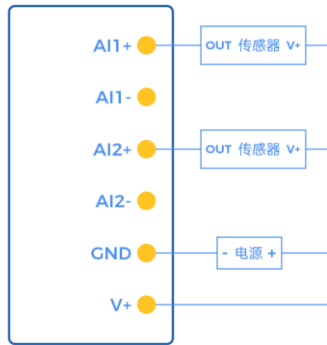 AI1+ OUT 传感器 V+
AI1-
AI2+ OUT 传感器 V+
AI2-
GND - 电源 +
V+